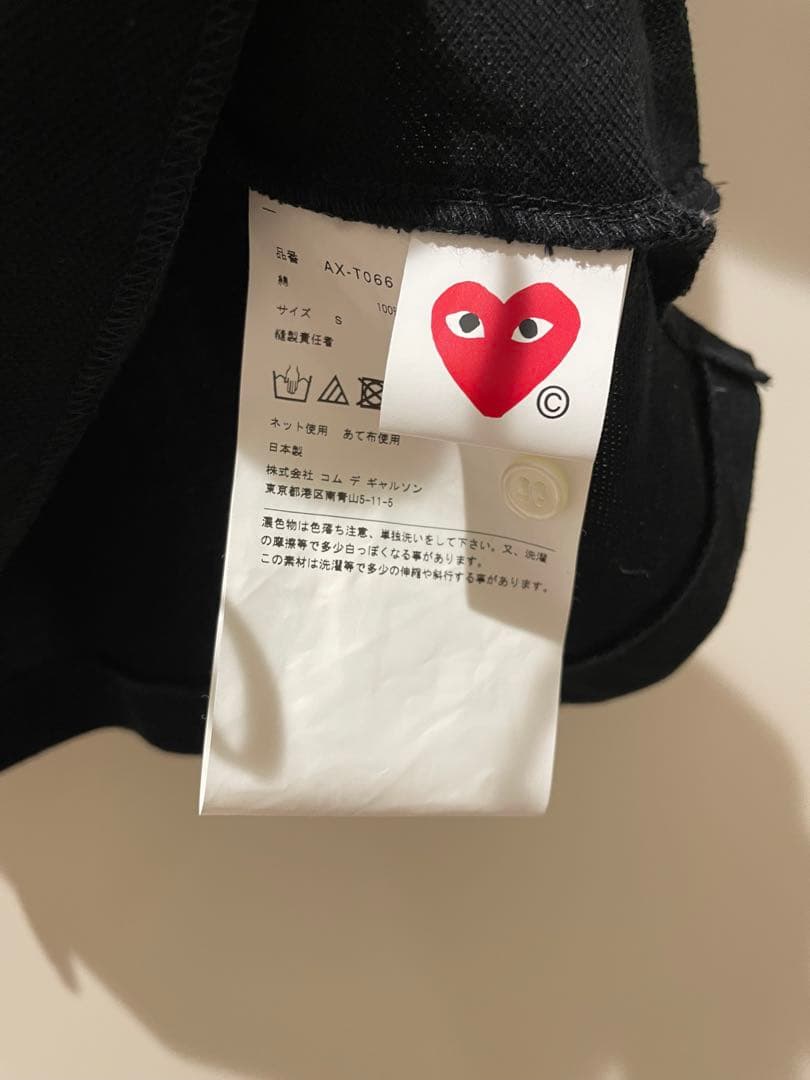 品番 AX-T066
綿 100%
サイズ S
縫製責任者
ネット使用 あて布使用
日本製
株式会社 コム デ ギャルソン
東京都港区南青山5-11-5
濃色物は色落ち注意、単独洗いをして下さい。又、洗濯
の摩擦等で多少白っぽくなる事があります。
この素材は洗濯等で多少の伸縮や斜行する事があります。
©